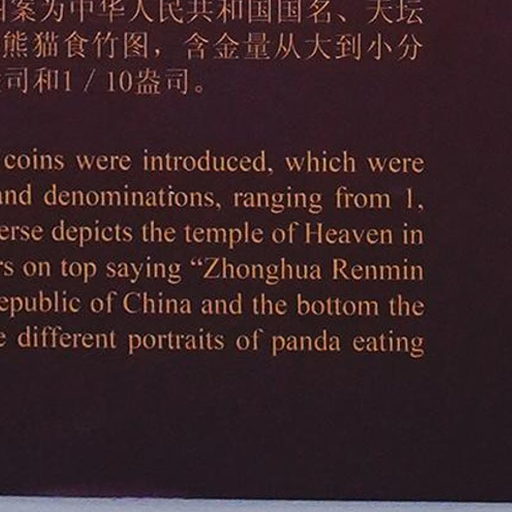 图案为中华人民共和国国名、天坛
熊猫食竹图，含金量从大到小分
司和1／10盎司。
coins were introduced, which were
and denominations, ranging from 1,
erse depicts the temple of Heaven in
rs on top saying “Zhonghua Renmin
epublic of China and the bottom the
e different portraits of panda eating